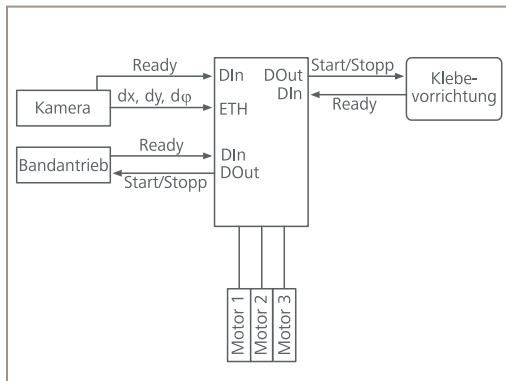 Ready
DIn
DOut
Start/Stopp
Klebe-
vorrichtung
DIn
Ready
Kamera
dx, dy, dφ
ETH
Ready
DIn
Bandantrieb
DOut
Start/Stopp
Motor 1
Motor 2
Motor 3